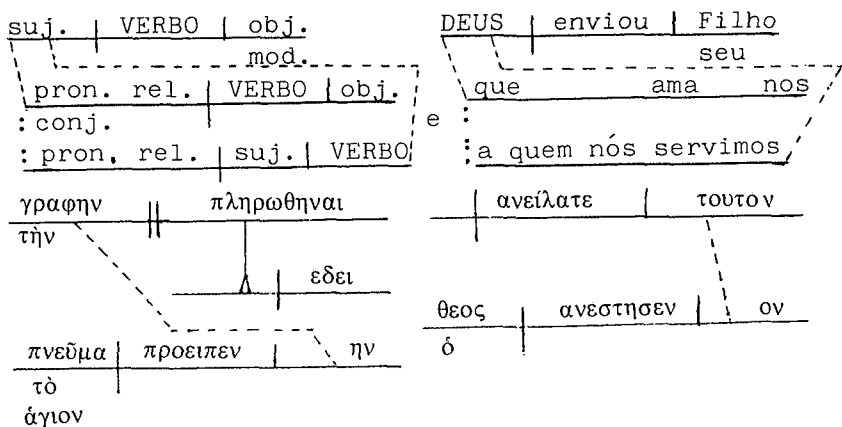 suj. VERBO obj.
mod.
pron. rel. VERBO obj.
: conj.
: pron. rel. suj. VERBO
DEUS enviou Filho
seu
que ama nos
e
a quem nós servimos
γραφην πληρωθηναι
τὴν
εδει
πνεῦμα προειπεν ην
τὸ
ἁγιον
ανείλατε τουτον
θεος ανεστησεν ον
ὁ